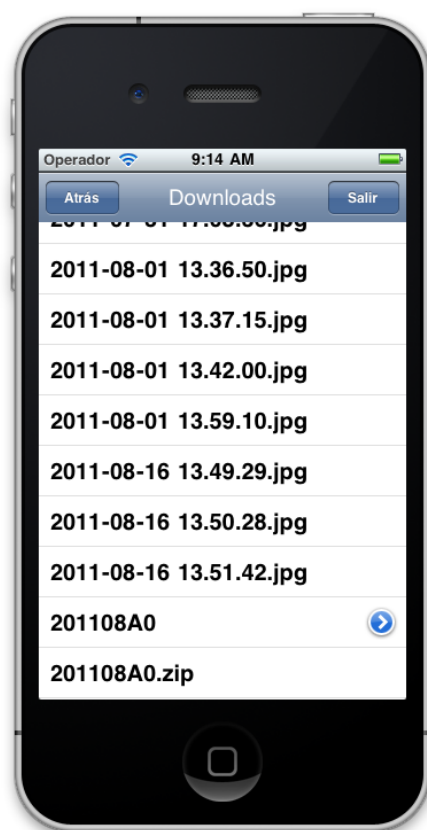 Operador 9:14 AM
Atrás Downloads Salir
2011-08-01 13.36.50.jpg
2011-08-01 13.37.15.jpg
2011-08-01 13.42.00.jpg
2011-08-01 13.59.10.jpg
2011-08-16 13.49.29.jpg
2011-08-16 13.50.28.jpg
2011-08-16 13.51.42.jpg
201108A0
201108A0.zip